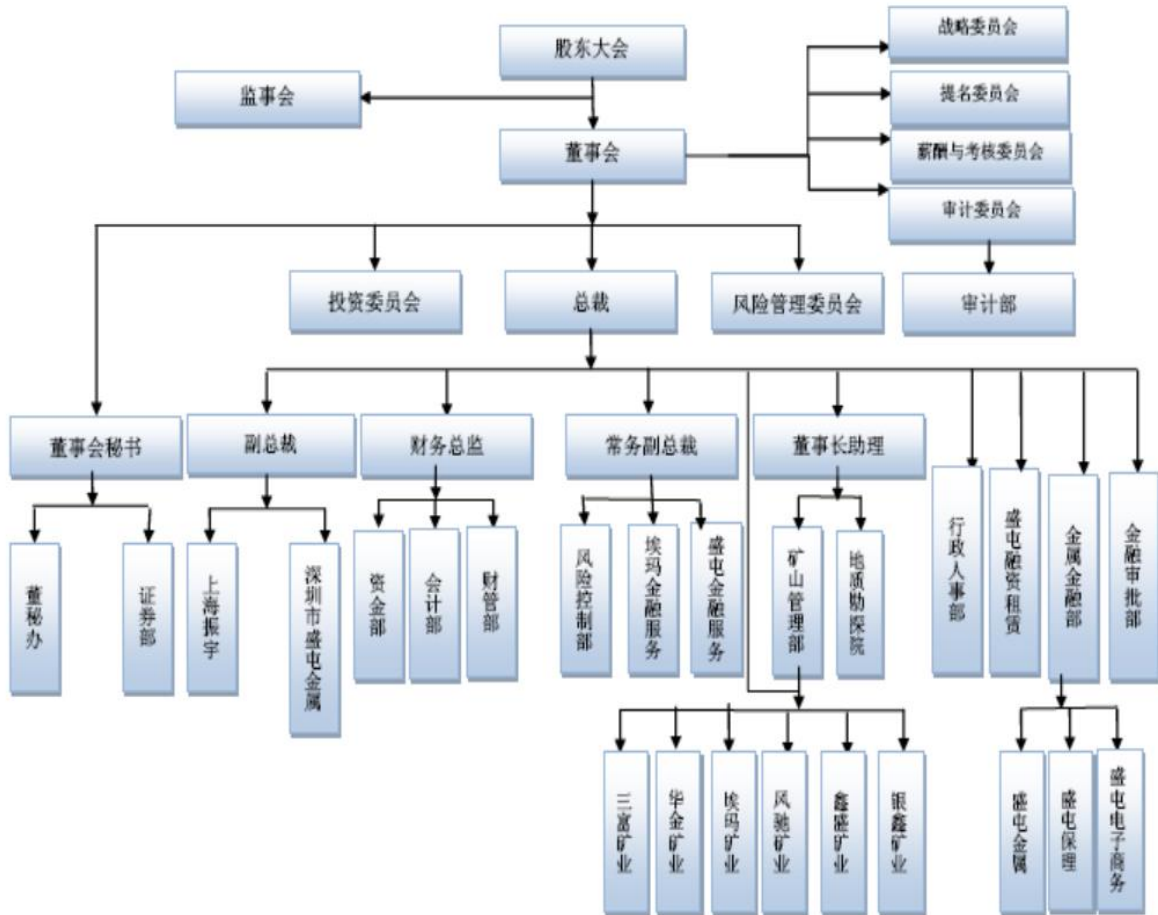 股东大会
战略委员会
监事会
提名委员会
董事会
薪酬与考核委员会
审计委员会
投资委员会
总裁
风险管理委员会
审计部
董事会秘书
副总裁
财务总监
常务副总裁
董事长助理
董秘办
证券部
上海振宇
深圳市盛屯金属
资金部
会计部
财管部
风险控制部
埃玛金融服务
盛屯金融服务
矿山管理部
地质勘探院
行政人事部
盛屯融资租赁
金属金融部
金融审批部
三富矿业
华金矿业
埃玛矿业
风驰矿业
鑫盛矿业
银鑫矿业
盛屯金属
盛屯保理
盛屯电子商务